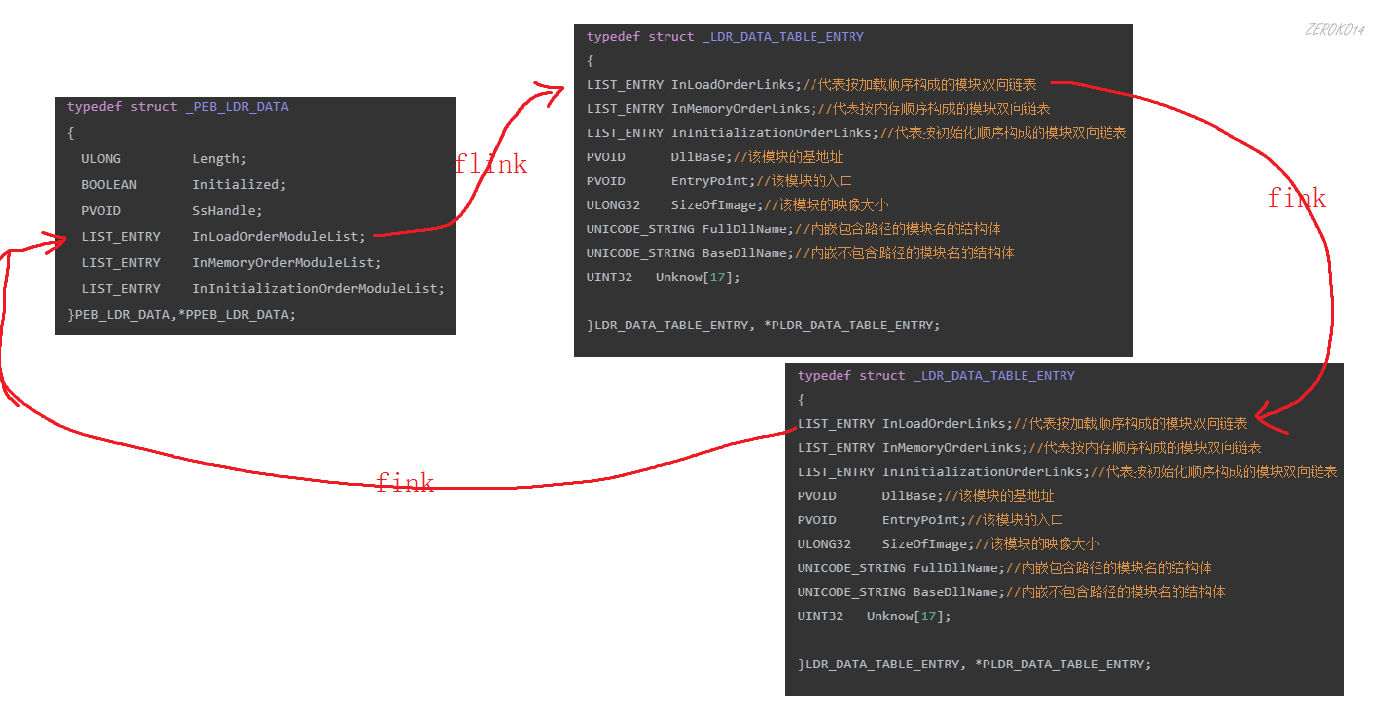 ZEROKO14
typedef struct _PEB_LDR_DATA
{
ULONG Length;
BOOLEAN Initialized;
PVOID SsHandle;
LIST_ENTRY InLoadOrderModuleList;
LIST_ENTRY InMemoryOrderModuleList;
LIST_ENTRY InInitializationOrderModuleList;
}PEB_LDR_DATA,*PPEB_LDR_DATA;
flink
typedef struct _LDR_DATA_TABLE_ENTRY
{
LIST_ENTRY InLoadOrderLinks;//代表按加载顺序构成的模块双向链表
LIST_ENTRY InMemoryOrderLinks;//代表按内存顺序构成的模块双向链表
LIST_ENTRY InInitializationOrderLinks;//代表按初始化顺序构成的模块双向链表
PVOID DllBase;//该模块的基地址
PVOID EntryPoint;//该模块的入口
ULONG32 SizeOfImage;//该模块的映像大小
UNICODE_STRING FullDllName;//内嵌包含路径的模块名的结构体
UNICODE_STRING BaseDllName;//内嵌不包含路径的模块名的结构体
UINT32 Unknow[17];
}LDR_DATA_TABLE_ENTRY, *PLDR_DATA_TABLE_ENTRY;
fink
typedef struct _LDR_DATA_TABLE_ENTRY
{
LIST_ENTRY InLoadOrderLinks;//代表按加载顺序构成的模块双向链表
LIST_ENTRY InMemoryOrderLinks;//代表按内存顺序构成的模块双向链表
LIST_ENTRY InInitializationOrderLinks;//代表按初始化顺序构成的模块双向链表
PVOID DllBase;//该模块的基地址
PVOID EntryPoint;//该模块的入口
ULONG32 SizeOfImage;//该模块的映像大小
UNICODE_STRING FullDllName;//内嵌包含路径的模块名的结构体
UNICODE_STRING BaseDllName;//内嵌不包含路径的模块名的结构体
UINT32 Unknow[17];
}LDR_DATA_TABLE_ENTRY, *PLDR_DATA_TABLE_ENTRY;
fink